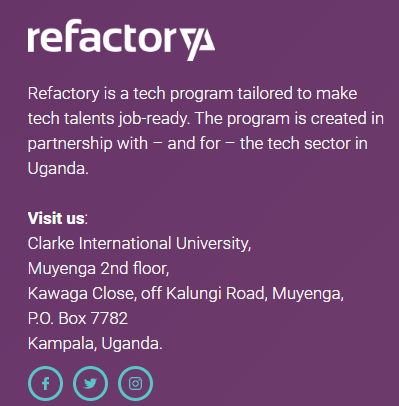 refactory
Refactory is a tech program tailored to make
tech talents job-ready. The program is created in
partnership with – and for – the tech sector in
Uganda.
Visit us:
Clarke International University,
Muyenga 2nd floor,
Kawaga Close, off Kalungi Road, Muyenga,
P.O. Box 7782
Kampala, Uganda.